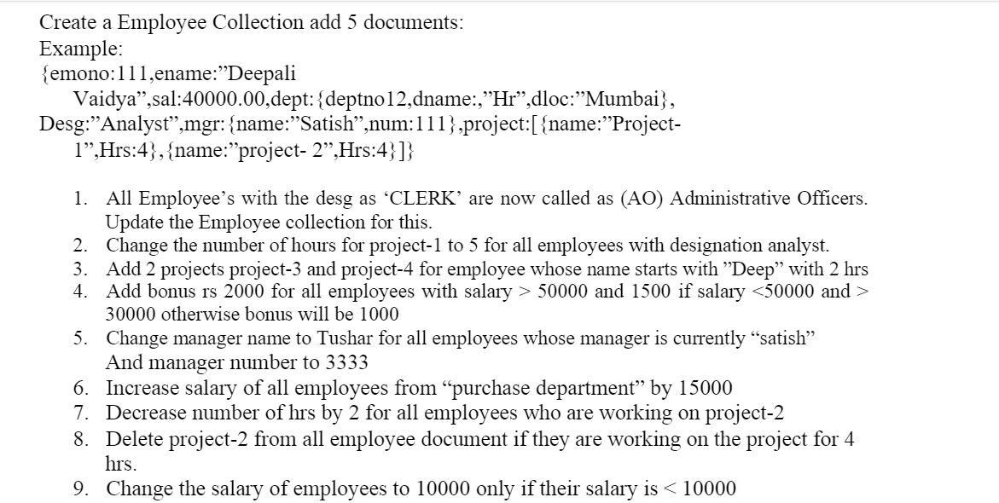 Create a Employee Collection add 5 documents:
Example:
{emono:111,ename:”Deepali
Vaidya”,sal:40000.00,dept:{deptno12,dname:,”Hr”,dloc:”Mumbai},
Desg:”Analyst”,mgr:{name:”Satish”,num:111},project:[{name:”Project-
1”,Hrs:4},{name:”project- 2”,Hrs:4}]}
1. All Employee’s with the desg as ‘CLERK’ are now called as (AO) Administrative Officers.
Update the Employee collection for this.
2. Change the number of hours for project-1 to 5 for all employees with designation analyst.
3. Add 2 projects project-3 and project-4 for employee whose name starts with ”Deep” with 2 hrs
4. Add bonus rs 2000 for all employees with salary > 50000 and 1500 if salary <50000 and >
30000 otherwise bonus will be 1000
5. Change manager name to Tushar for all employees whose manager is currently “satish”
And manager number to 3333
6. Increase salary of all employees from “purchase department” by 15000
7. Decrease number of hrs by 2 for all employees who are working on project-2
8. Delete project-2 from all employee document if they are working on the project for 4
hrs.
9. Change the salary of employees to 10000 only if their salary is < 10000